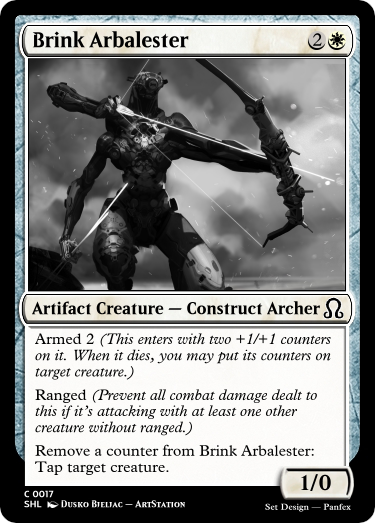 Brink Arbalester
2
Artifact Creature — Construct Archer
Armed 2 (This enters with two +1/+1 counters
on it. When it dies, you may put its counters on
target creature.)
Ranged (Prevent all combat damage dealt to
this if it's attacking with at least one other
creature without ranged.)
Remove a counter from Brink Arbalester:
Tap target creature.
1/0
C 0017
SHL Dusko Bjeljac — ArtStation
Set Design — Panfex